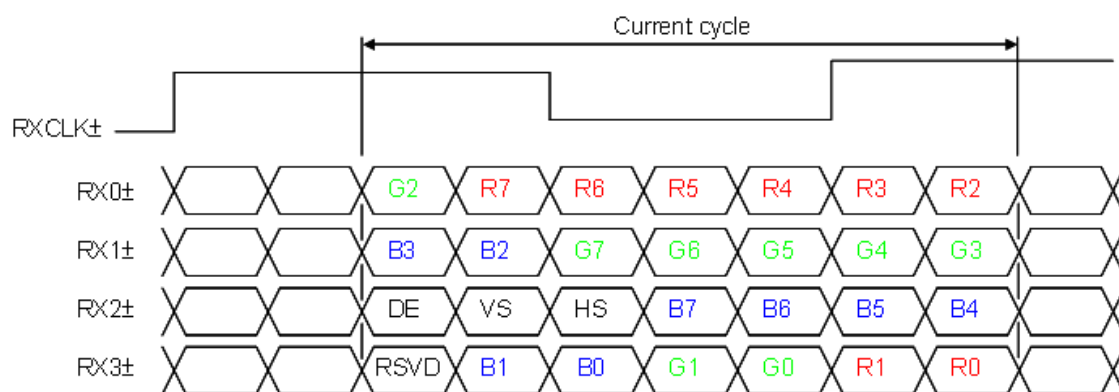 Current cycle
RXCLK±
RX0± G2 R7 R6 R5 R4 R3 R2
RX1± B3 B2 G7 G6 G5 G4 G3
RX2± DE VS HS B7 B6 B5 B4
RX3± RSVD B1 B0 G1 G0 R1 R0